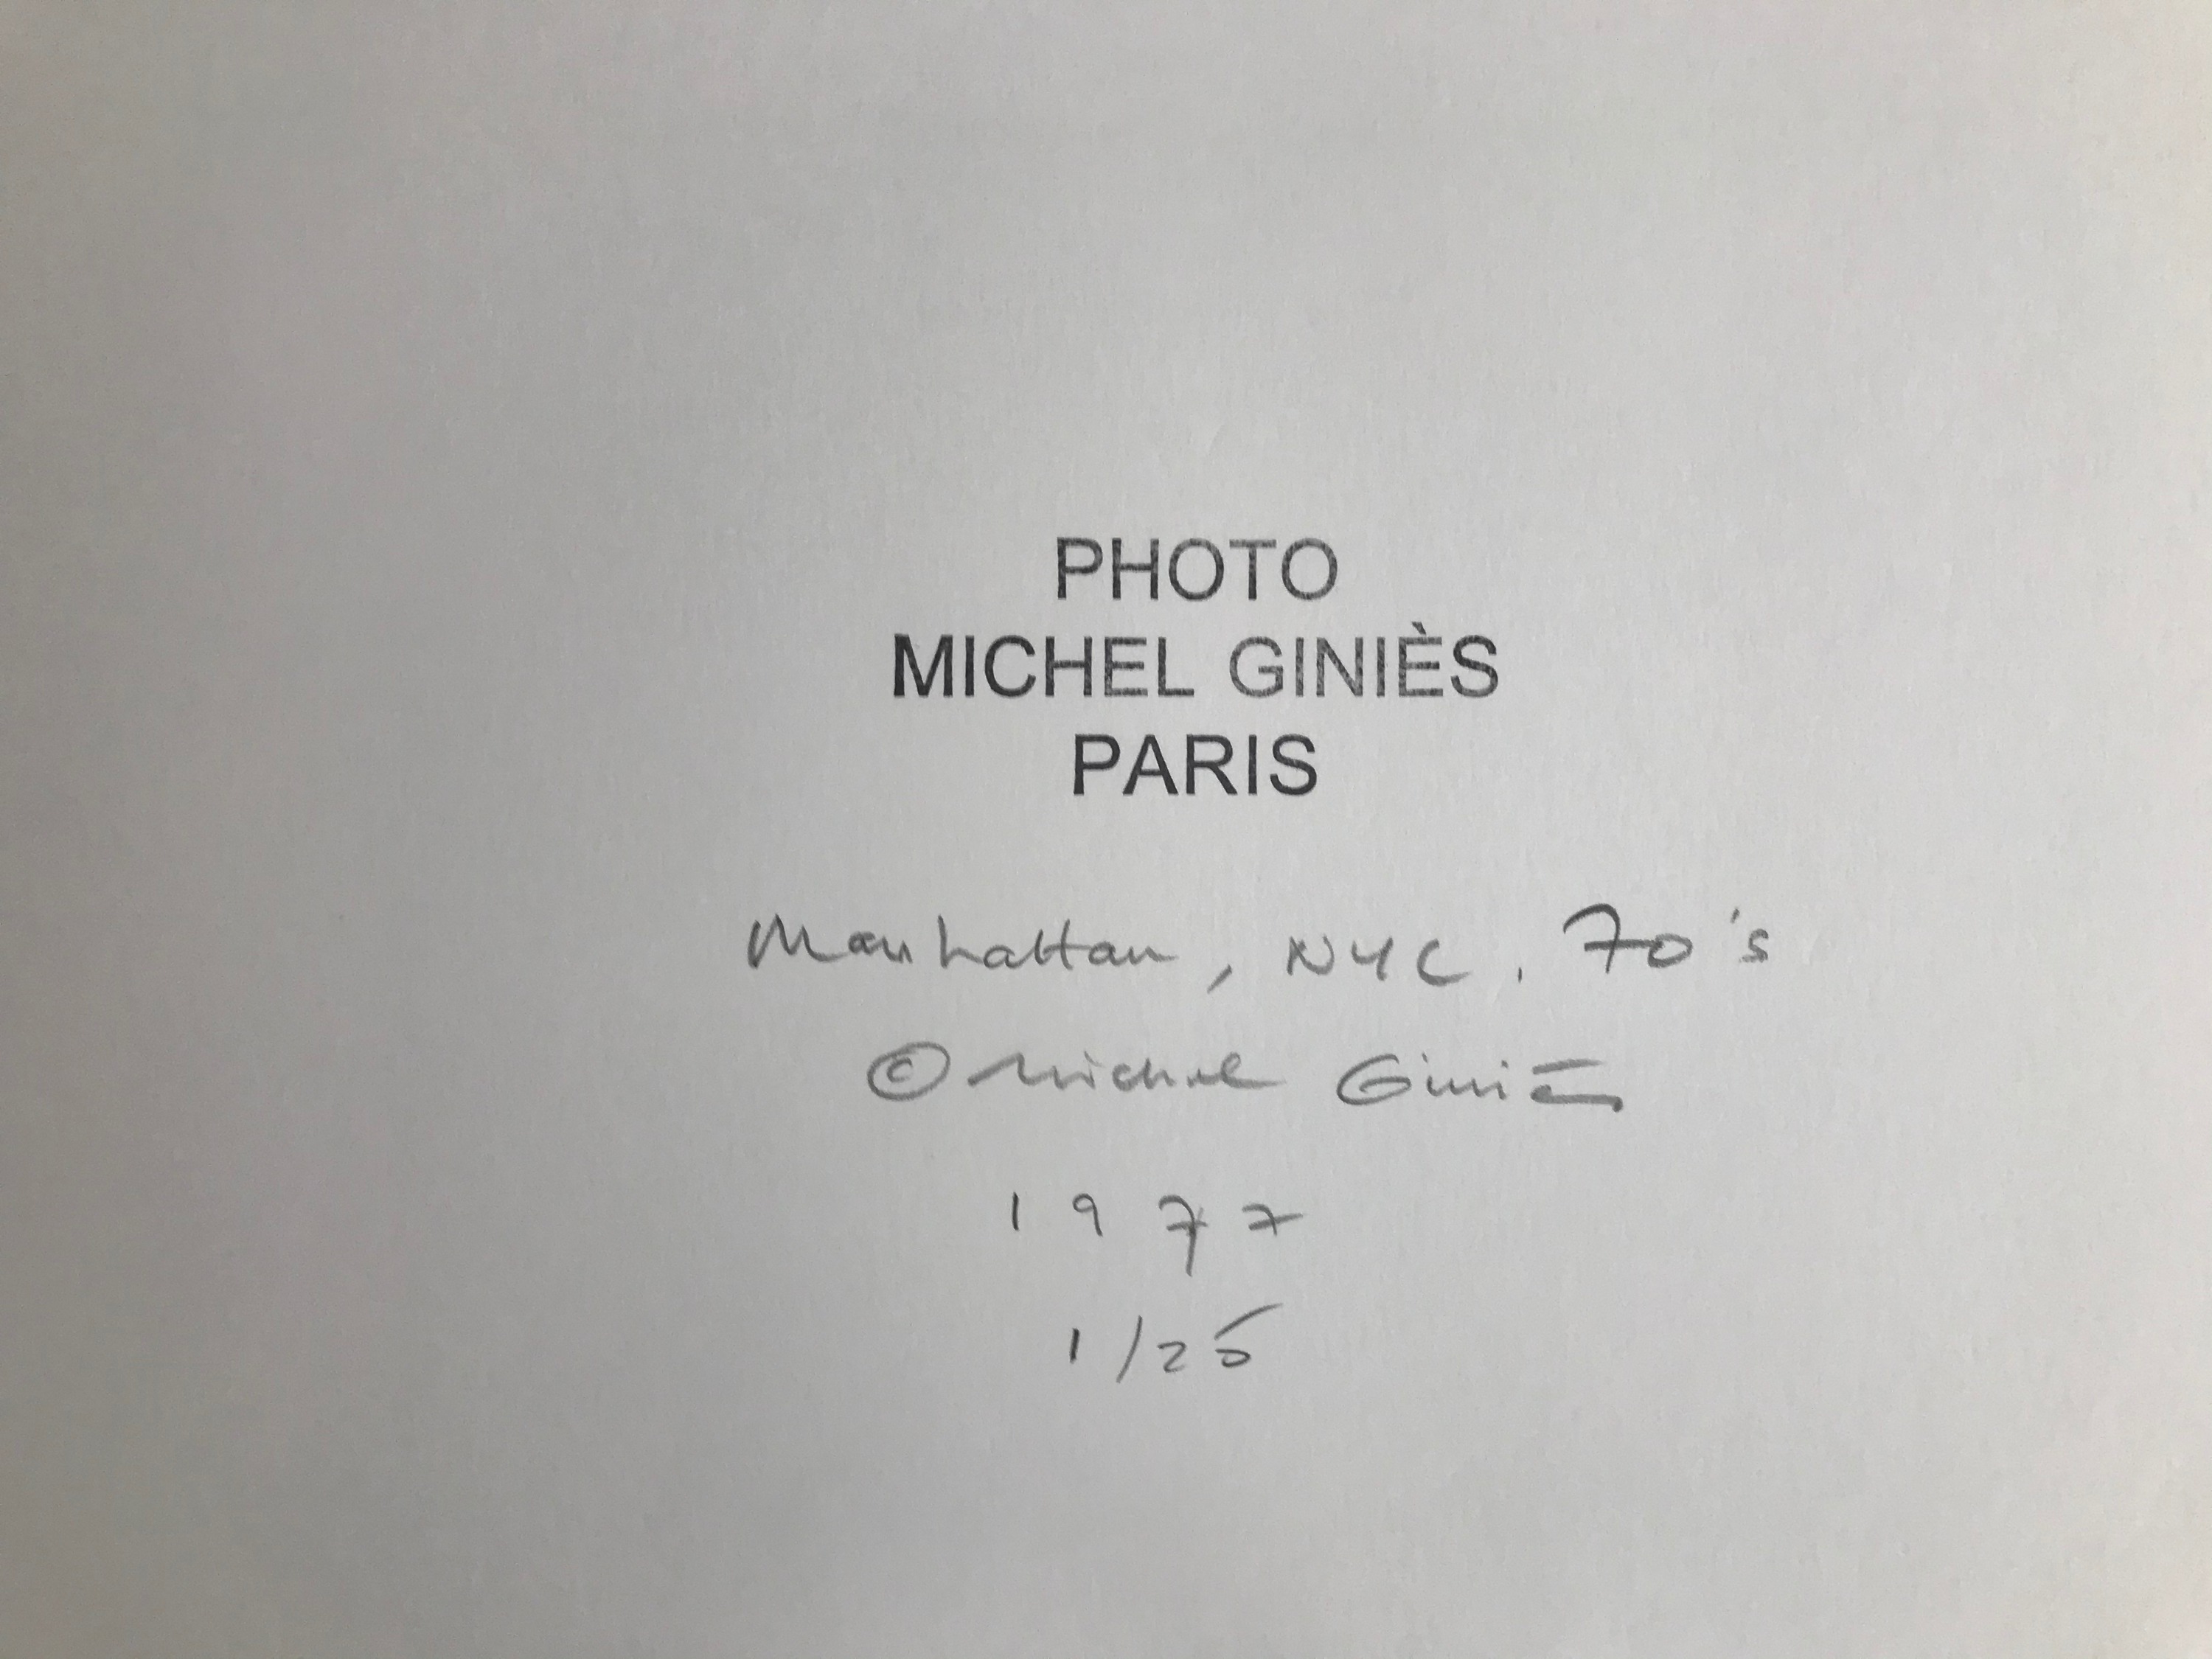 PHOTO
MICHEL GINIÈS
PARIS
Manhattan, NYC. 70's
© Michel Giniès
1977
1/25